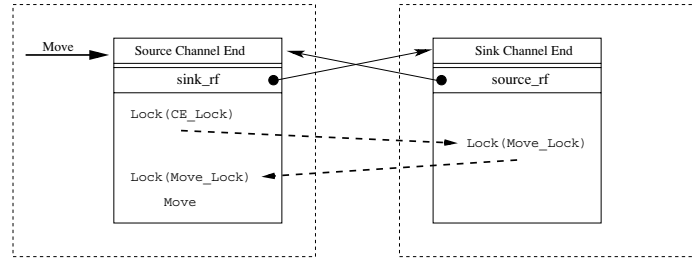 Move
Source Channel End
sink_rf
Lock(CE_Lock)
Lock(Move_Lock)
Move
Sink Channel End
source_rf
Lock(Move_Lock)